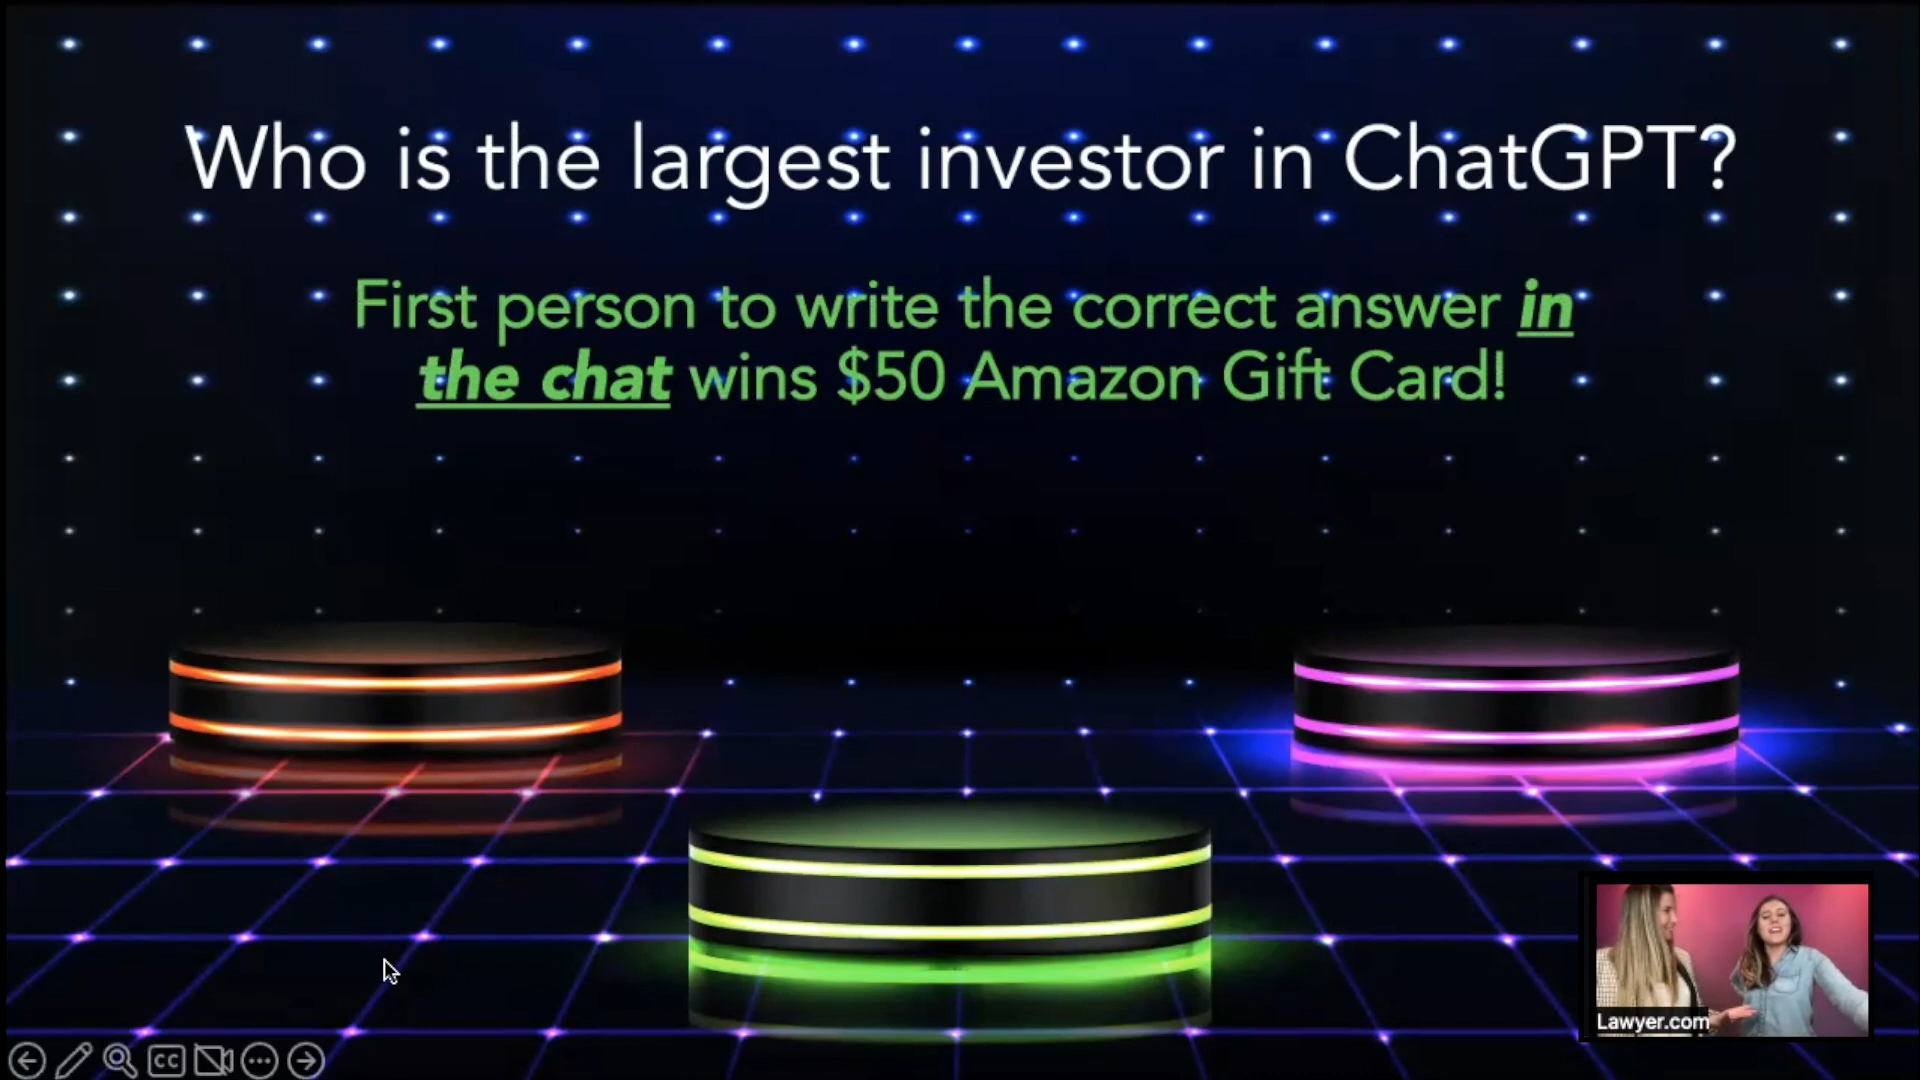 Who is the largest investor in ChatGPT?
First person to write the correct answer in
the chat wins $50 Amazon Gift Card!
Lawyer.com
CC